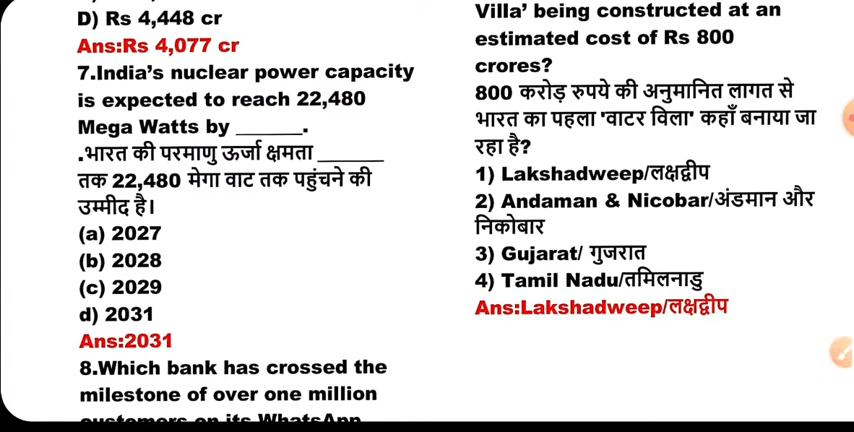 D) Rs 4,448 cr
Ans:Rs 4,077 cr
7.India's nuclear power capacity
is expected to reach 22,480
Mega Watts by ______.
.भारत की परमाणु ऊर्जा क्षमता ______
तक 22,480 मेगा वाट तक पहुंचने की
उम्मीद है।
(a) 2027
(b) 2028
(c) 2029
d) 2031
Ans:2031
8.Which bank has crossed the
milestone of over one million
customers on its WhatsApp
Villa' being constructed at an
estimated cost of Rs 800
crores?
800 करोड़ रुपये की अनुमानित लागत से
भारत का पहला 'वाटर विला' कहाँ बनाया जा
रहा है?
1) Lakshadweep/लक्षद्वीप
2) Andaman & Nicobar/अंडमान और
निकोबार
3) Gujarat/ गुजरात
4) Tamil Nadu/तमिलनाडु
Ans:Lakshadweep/लक्षद्वीप